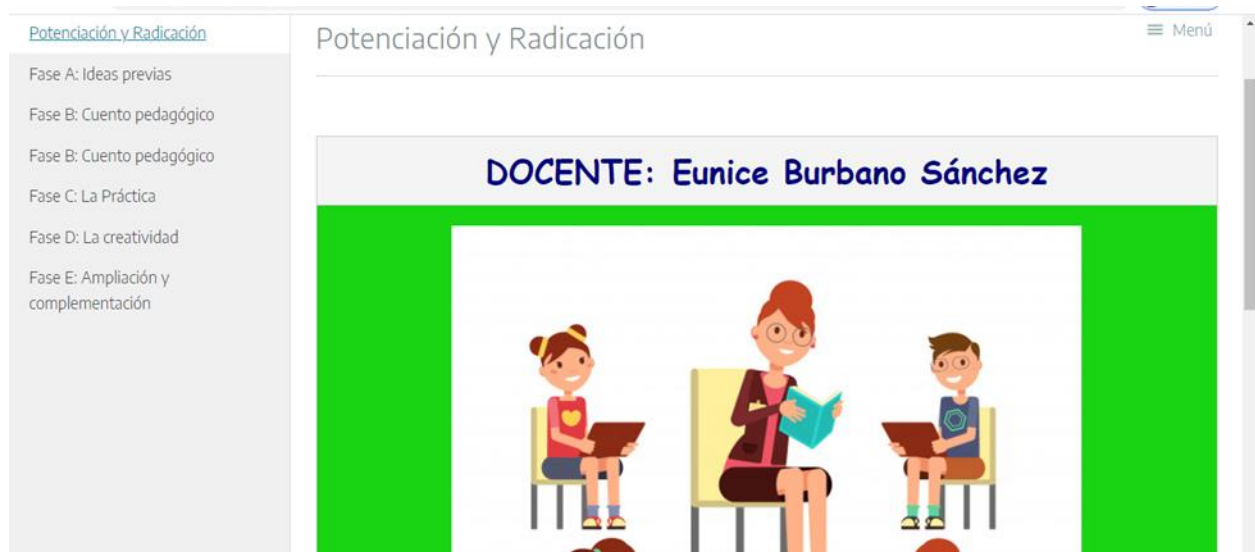 Potenciación y Radicación
Fase A: Ideas previas
Fase B: Cuento pedagógico
Fase B: Cuento pedagógico
Fase C: La Práctica
Fase D: La creatividad
Fase E: Ampliación y
complementación
Potenciación y Radicación
Menú
DOCENTE: Eunice Burbano Sánchez